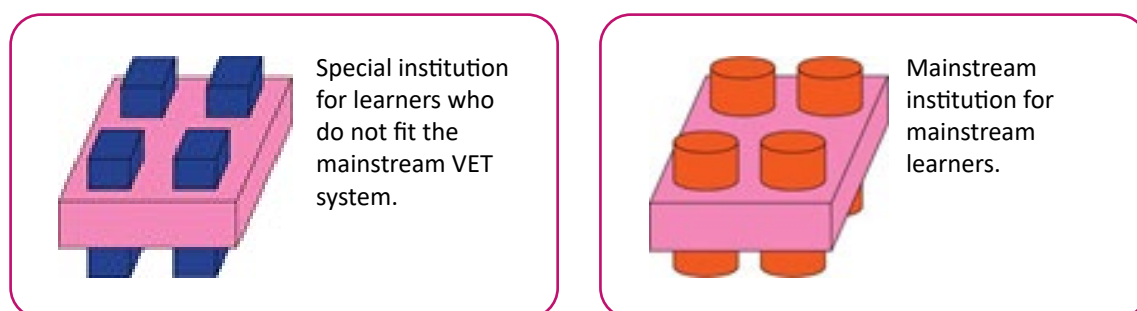 Special institution
for learners who
do not fit the
mainstream VET
system.
Mainstream
institution for
mainstream
learners.